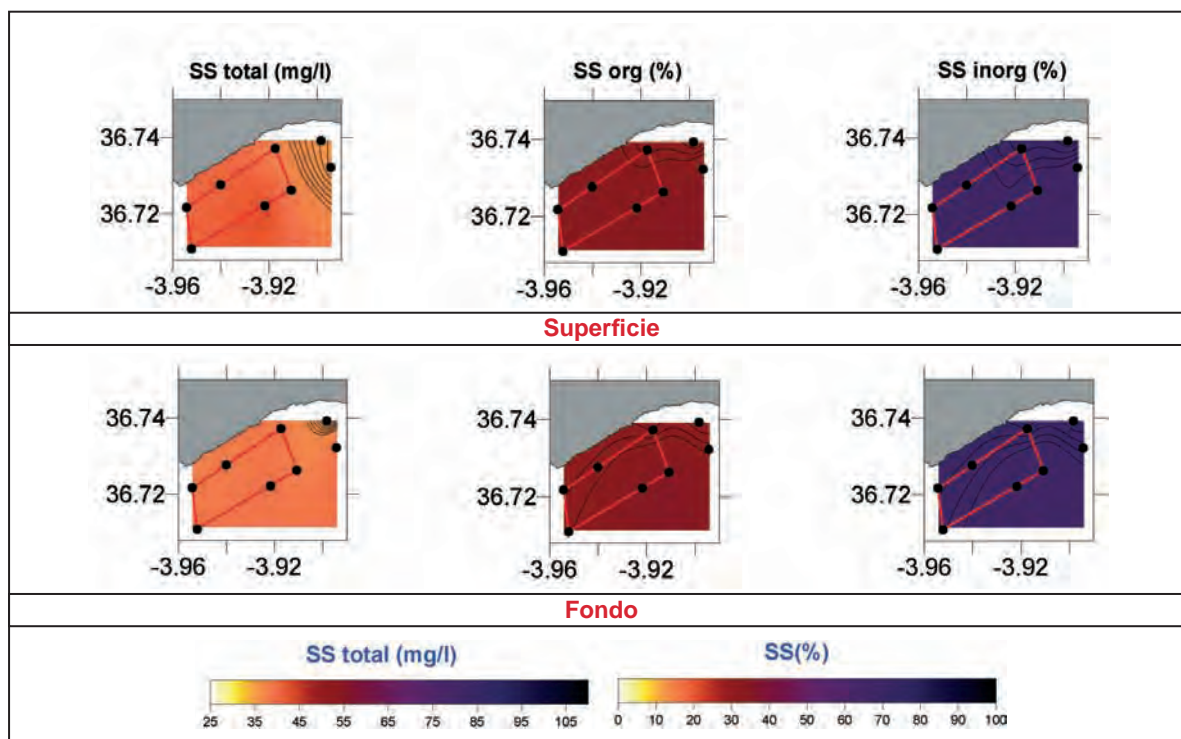 SS total (mg/l) SS org (%) SS inorg (%)
36.74 36.74 36.74
36.72 36.72 36.72
-3.96 -3.92 -3.96 -3.92 -3.96 -3.92
Superficie
36.74 36.74 36.74
36.72 36.72 36.72
-3.96 -3.92 -3.96 -3.92 -3.96 -3.92
Fondo
SS total (mg/l) SS(%)
25 35 45 55 65 75 85 95 105 0 10 20 30 40 50 60 70 80 90 100